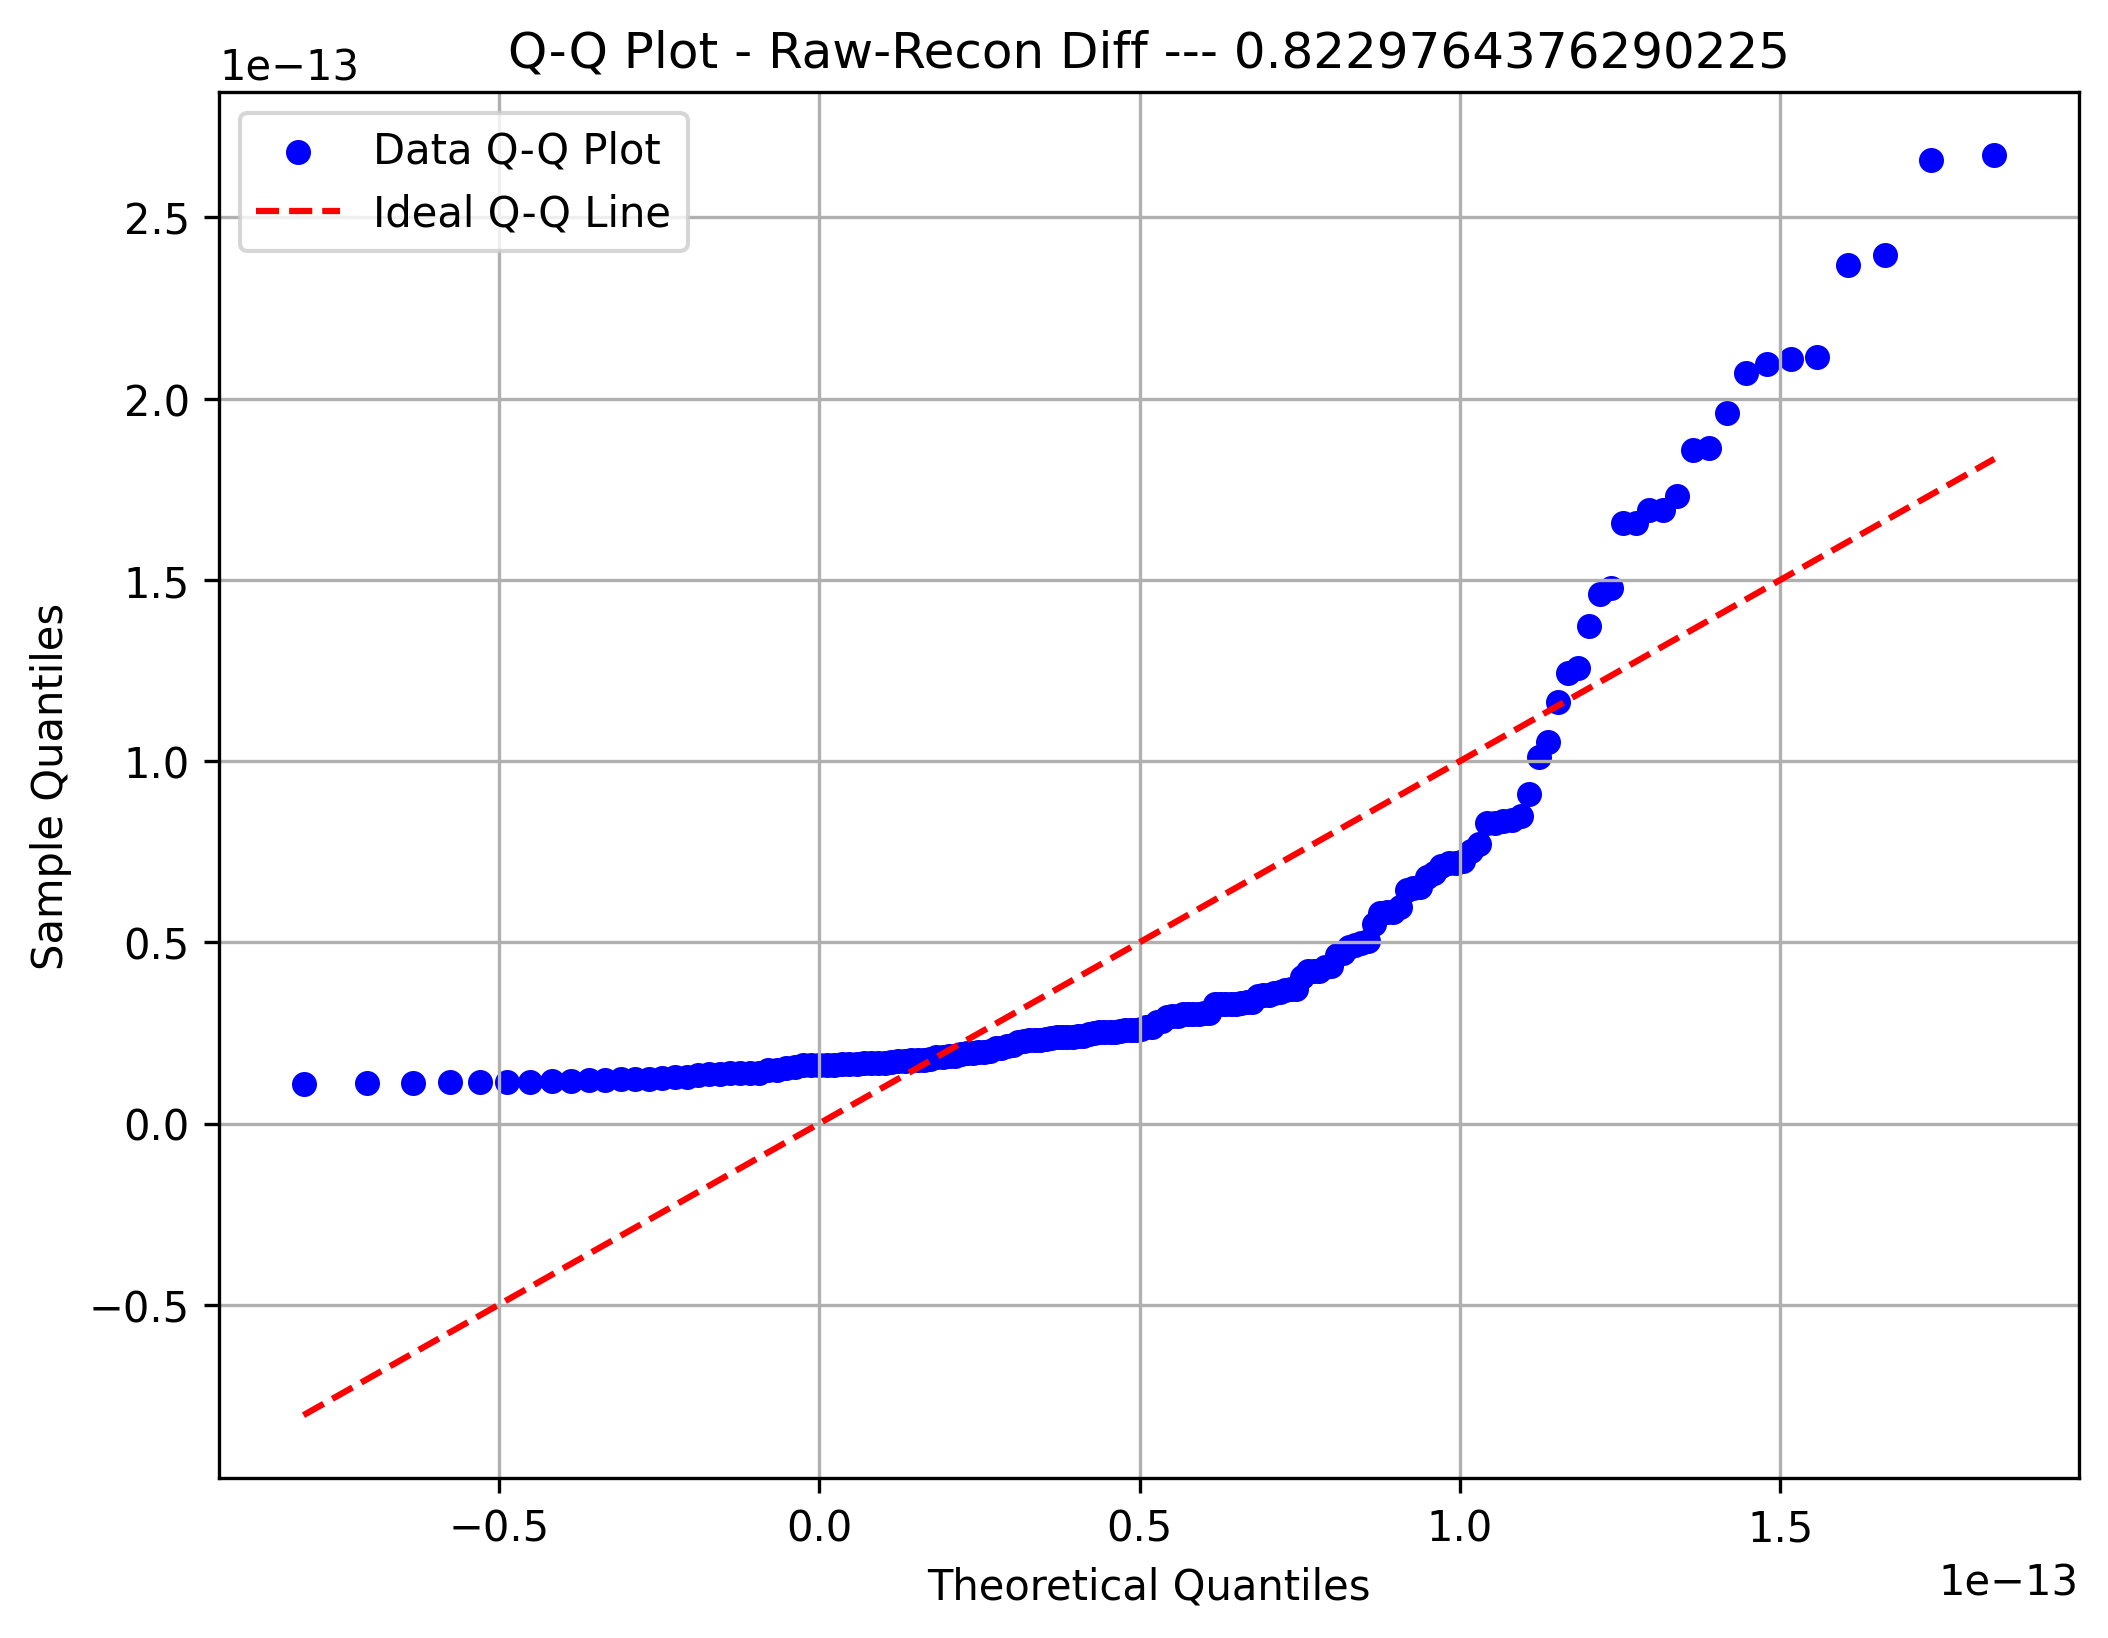 Q-Q Plot - Raw-Recon Diff --- 0.8229764376290225
1e−13
Data Q-Q Plot
Ideal Q-Q Line
2.5
2.0
1.5
1.0
0.5
0.0
−0.5
Sample Quantiles
−0.5 0.0 0.5 1.0 1.5
1e−13
Theoretical Quantiles